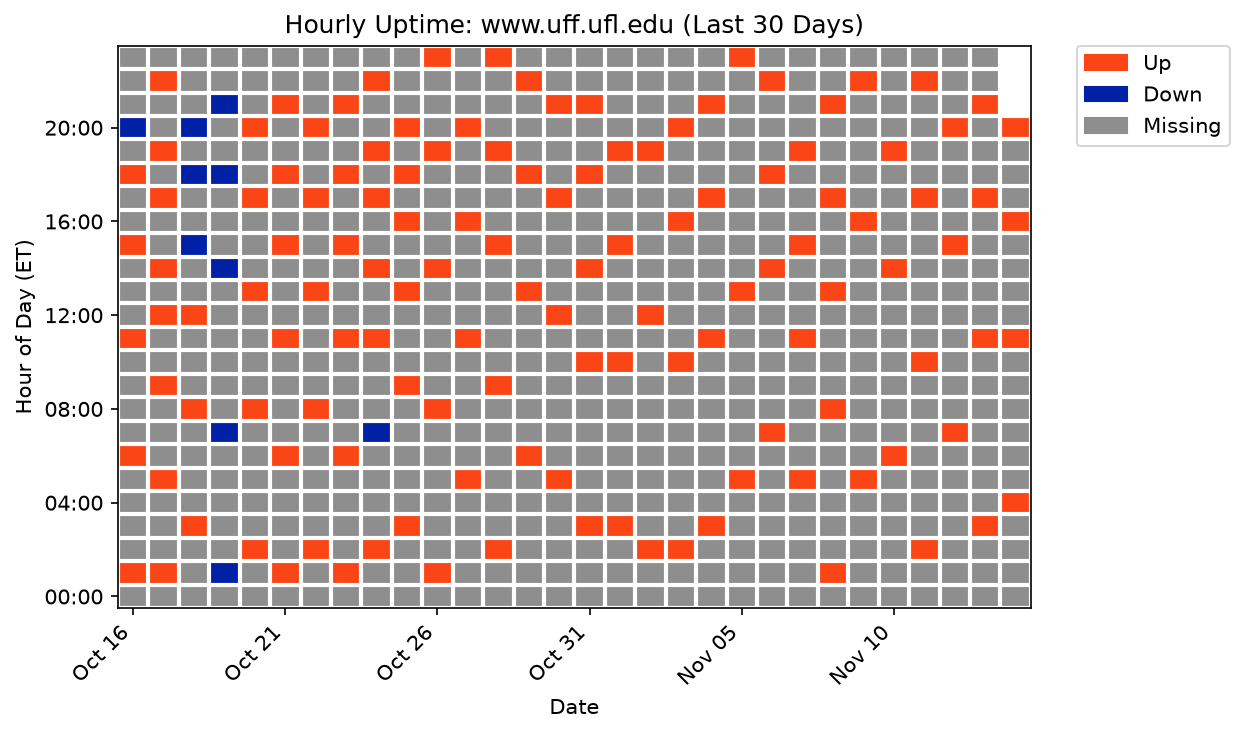 Hourly Uptime: www.uff.ufl.edu (Last 30 Days)
Up
Down
Missing
Hour of Day (ET)
20:00
16:00
12:00
08:00
04:00
00:00
Oct 16
Oct 21
Oct 26
Oct 31
Nov 05
Nov 10
Date